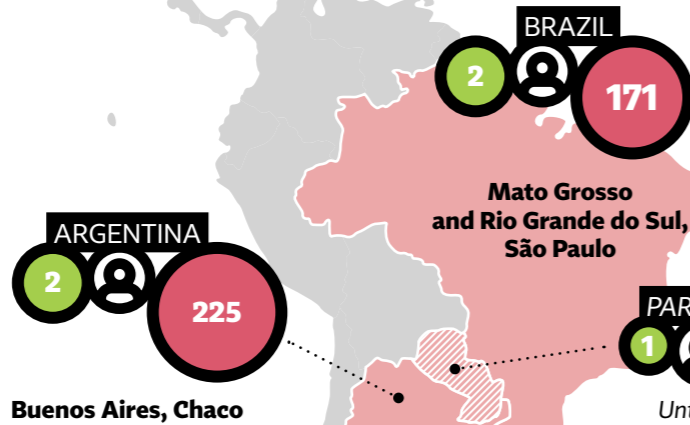 BRAZIL
2
171
Mato Grosso
and Rio Grande do Sul,
São Paulo
ARGENTINA
2
225
Buenos Aires, Chaco
1